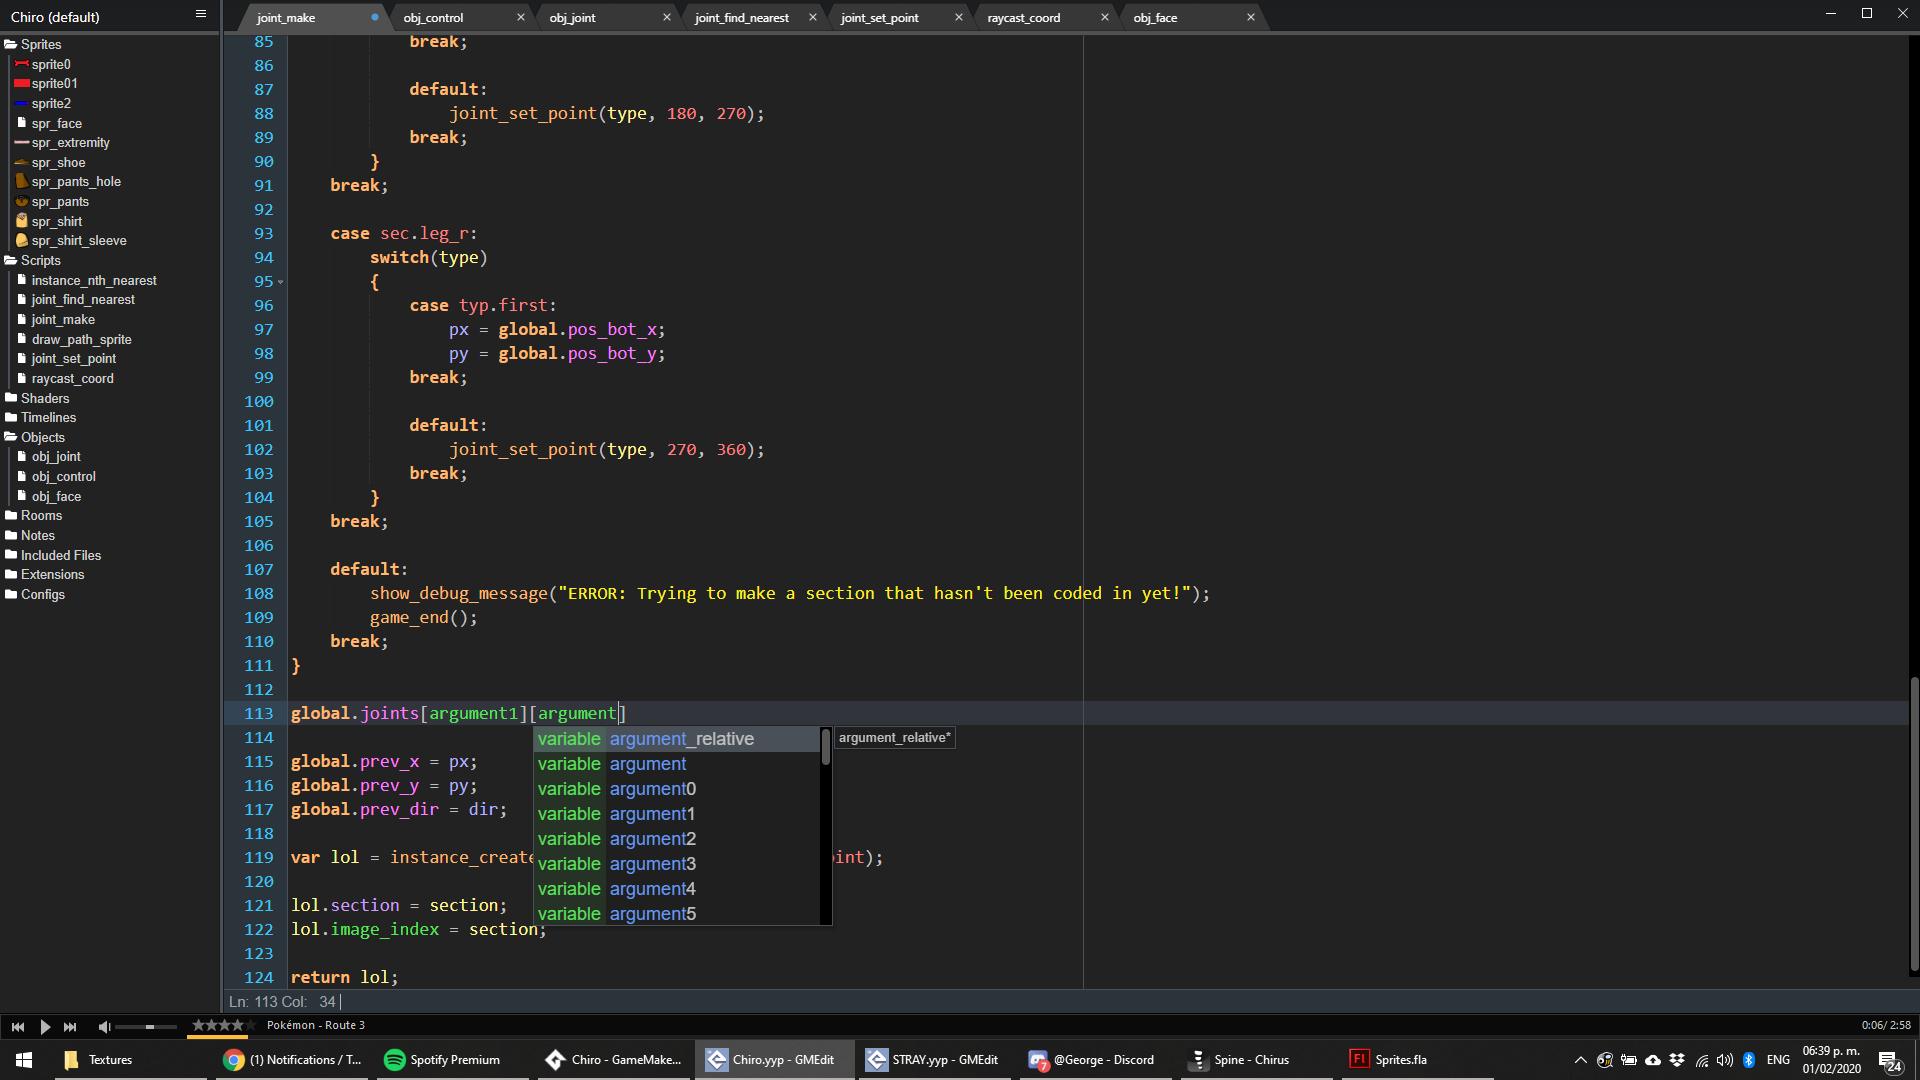 Chiro (default)
joint_make
obj_control
obj_joint
joint_find_nearest
joint_set_point
raycast_coord
obj_face
Sprites
sprite0
sprite01
sprite2
spr_face
spr_extremity
spr_shoe
spr_pants_hole
spr_pants
spr_shirt
spr_shirt_sleeve
Scripts
instance_nth_nearest
joint_find_nearest
joint_make
draw_path_sprite
joint_set_point
raycast_coord
Shaders
Timelines
Objects
obj_joint
obj_control
obj_face
Rooms
Notes
Included Files
Extensions
Configs
85 break;
86
87 default:
88 joint_set_point(type, 180, 270);
89 break;
90 }
91 break;
92
93 case sec.leg_r:
94 switch(type)
95 {
96 case typ.first:
97 px = global.pos_bot_x;
98 py = global.pos_bot_y;
99 break;
100
101 default:
102 joint_set_point(type, 270, 360);
103 break;
104 }
105 break;
106
107 default:
108 show_debug_message("ERROR: Trying to make a section that hasn't been coded in yet!");
109 game_end();
110 break;
111 }
112
113 global.joints[argument1][argument]
114
115 global.prev_x = px;
116 global.prev_y = py;
117 global.prev_dir = dir;
118
119 var lol = instance_create int);
120
121 lol.section = section;
122 lol.image_index = section;
123
124 return lol;
variable argument_relative
variable argument
variable argument0
variable argument1
variable argument2
variable argument3
variable argument4
variable argument5
argument_relative*
Ln: 113 Col: 34
Pokémon - Route 3
0:06/ 2:58
Textures
(1) Notifications / T...
Spotify Premium
Chiro - GameMake...
Chiro.yyp - GMEdit
STRAY.yyp - GMEdit
7
@George - Discord
Spine - Chirus
Fl
Sprites.fla
ENG
06:39 p. m.
01/02/2020
24